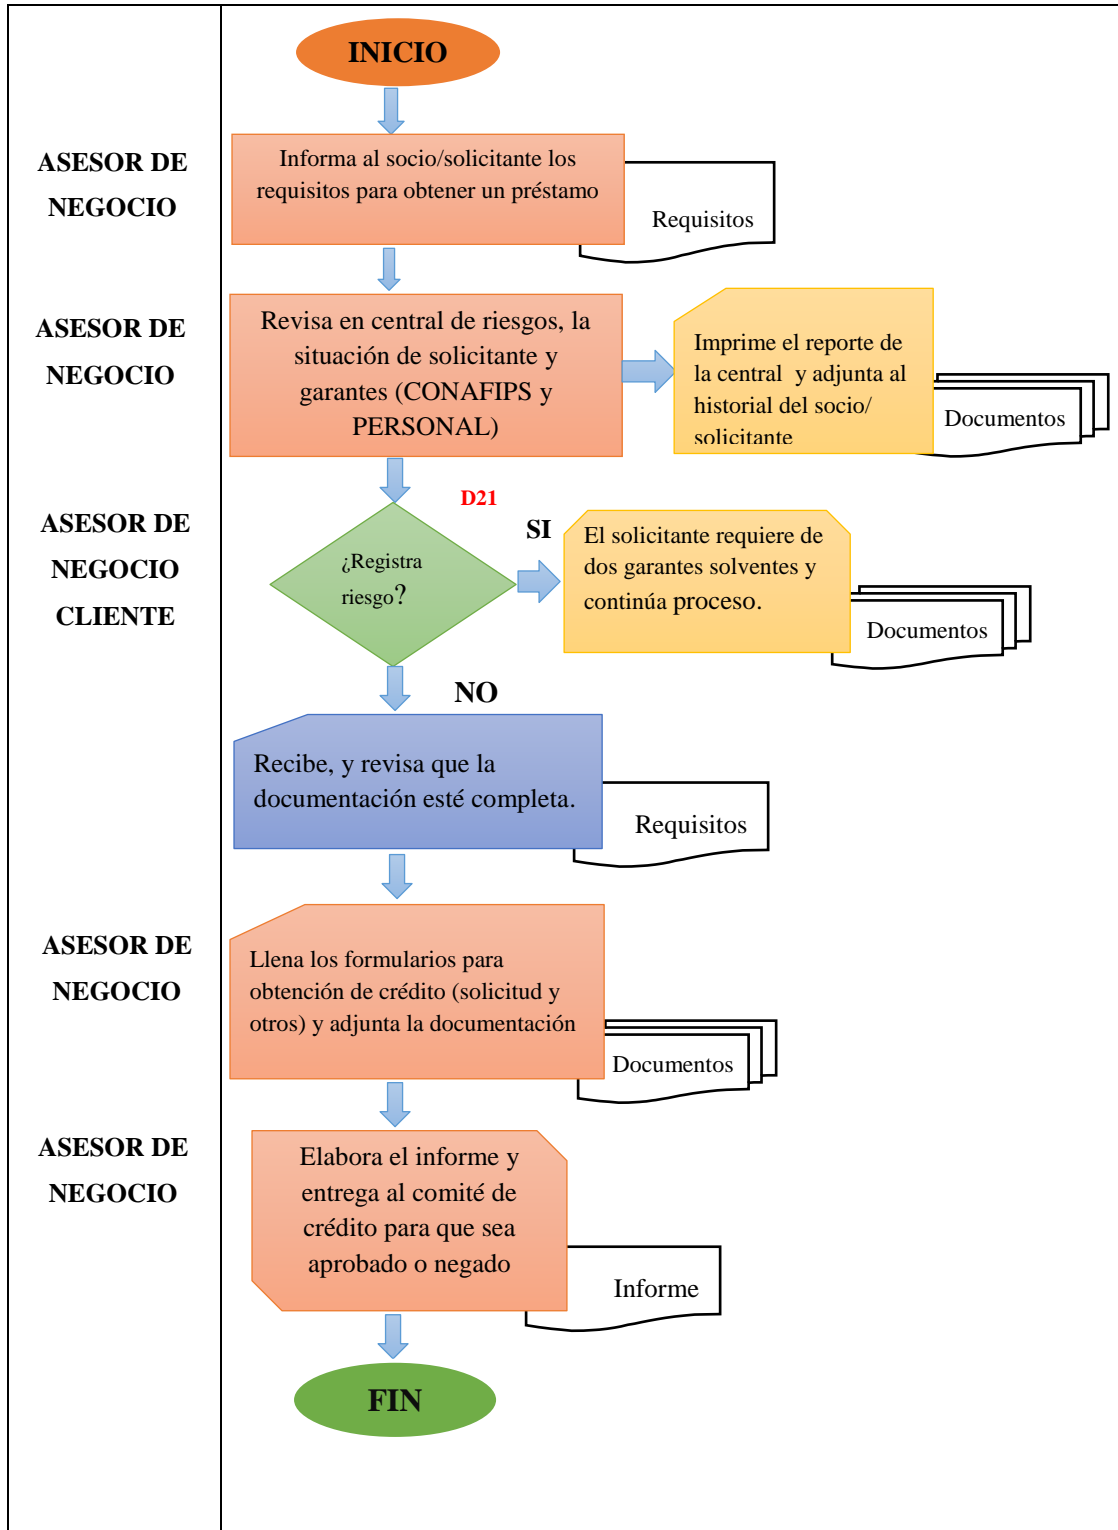 INICIO
ASESOR DE
NEGOCIO
Informa al socio/solicitante los
requisitos para obtener un préstamo
Requisitos
ASESOR DE
NEGOCIO
Revisa en central de riesgos, la
situación de solicitante y
garantes (CONAFIPS y
PERSONAL)
Imprime el reporte de
la central y adjunta al
historial del socio/
solicitante
Documentos
ASESOR DE
NEGOCIO
CLIENTE
D21
¿Registra
riesgo?
SI
El solicitante requiere de
dos garantes solventes y
continúa proceso.
Documentos
NO
Recibe, y revisa que la
documentación esté completa.
Requisitos
ASESOR DE
NEGOCIO
Llena los formularios para
obtención de crédito (solicitud y
otros) y adjunta la documentación
Documentos
ASESOR DE
NEGOCIO
Elabora el informe y
entrega al comité de
crédito para que sea
aprobado o negado
Informe
FIN